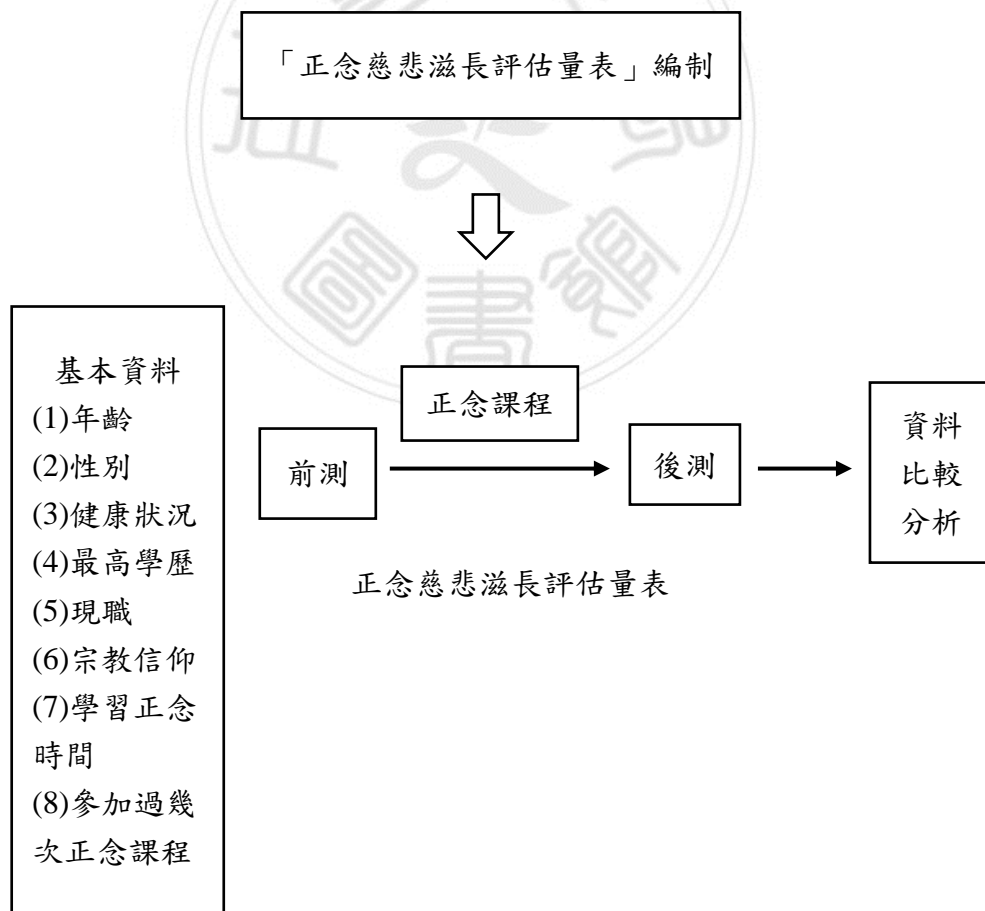 「正念慈悲滋長評估量表」編制
書
基本資料
(1)年齡
(2)性別
(3)健康狀況
(4)最高學歷
(5)現職
(6)宗教信仰
(7)學習正念
時間
(8)參加過幾
次正念課程
正念課程
前測
後測
正念慈悲滋長評估量表
資料
比較
分析